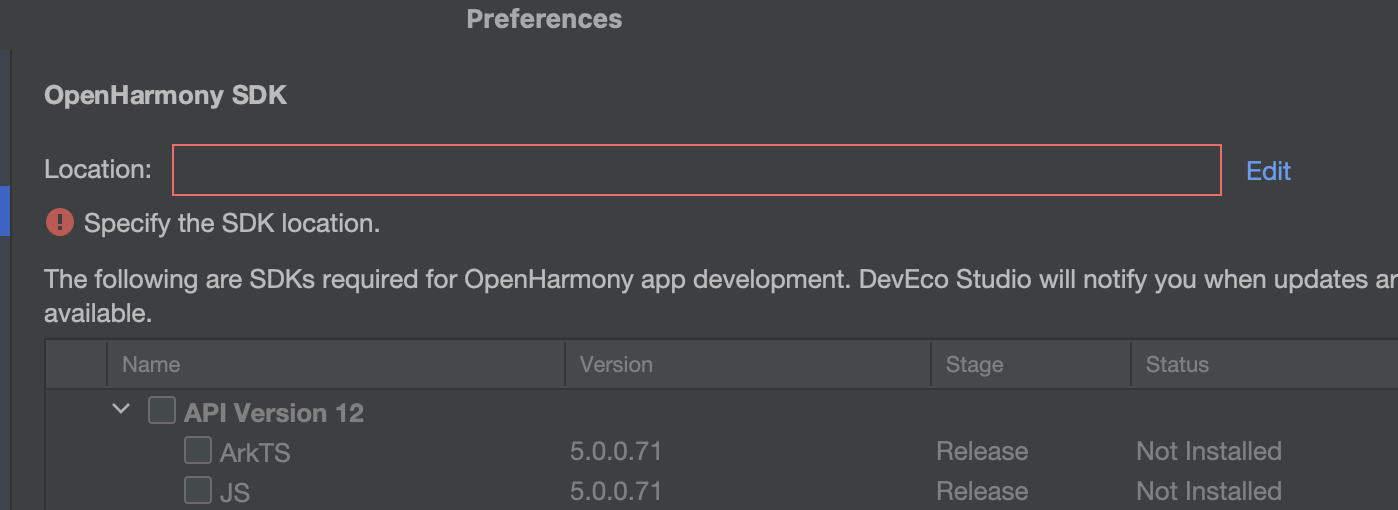 Preferences
OpenHarmony SDK
Location:
Edit
Specify the SDK location.
The following are SDKs required for OpenHarmony app development. DevEco Studio will notify you when updates
available.
Name Version Stage Status
API Version 12
ArkTS 5.0.0.71 Release Not Installed
JS 5.0.0.71 Release Not Installed